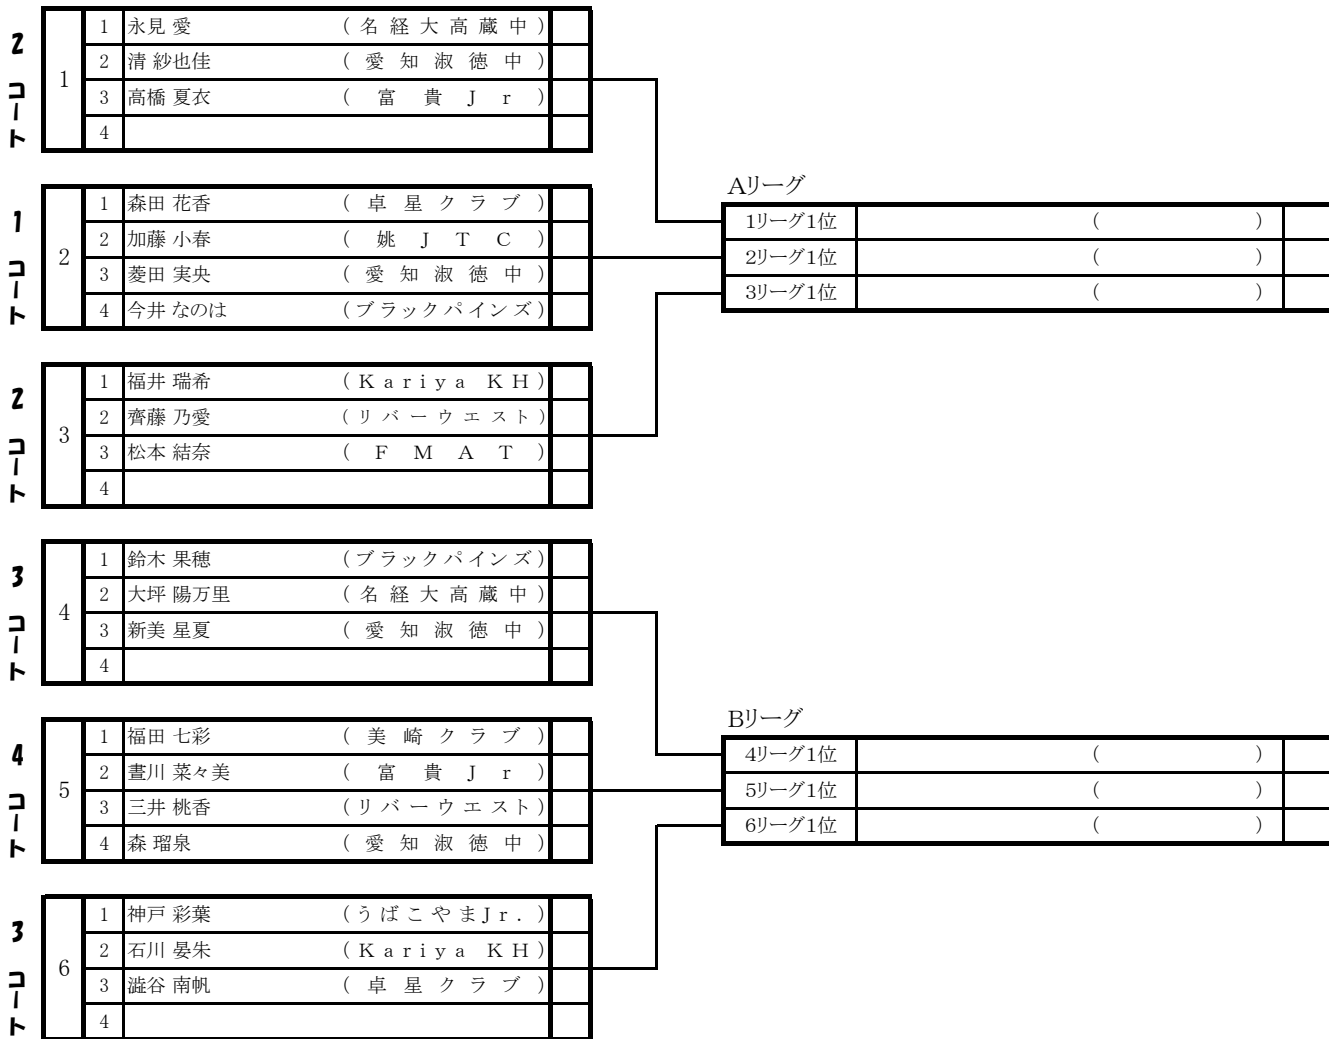 2コート
1
1 永見 愛 (名経大高蔵中)
2 清 紗也佳 (愛知淑徳中)
3 高橋 夏衣 (富貴Jr)
4
1コート
2
1 森田 花香 (卓星クラブ)
2 加藤 小春 (姚JTC)
3 菱田 実央 (愛知淑徳中)
4 今井 なのは (ブラックパインズ)
Aリーグ
1リーグ1位 ( )
2リーグ1位 ( )
3リーグ1位 ( )
2コート
3
1 福井 瑞希 (Kariya KH)
2 齊藤 乃愛 (リバーウエスト)
3 松本 結奈 (FMAT)
4
3コート
4
1 鈴木 果穂 (ブラックパインズ)
2 大坪 陽万里 (名経大高蔵中)
3 新美 星夏 (愛知淑徳中)
4
4コート
5
1 福田 七彩 (美崎クラブ)
2 晝川 菜々美 (富貴Jr)
3 三井 桃香 (リバーウエスト)
4 森 瑠泉 (愛知淑徳中)
Bリーグ
4リーグ1位 ( )
5リーグ1位 ( )
6リーグ1位 ( )
3コート
6
1 神戸 彩葉 (うばこやまJr.)
2 石川 晏朱 (Kariya KH)
3 澁谷 南帆 (卓星クラブ)
4